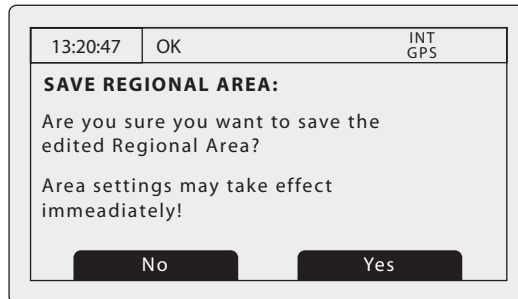 13:20:47 OK INT
GPS
SAVE REGIONAL AREA:
Are you sure you want to save the
edited Regional Area?
Area settings may take effect
immeadiately!
No Yes